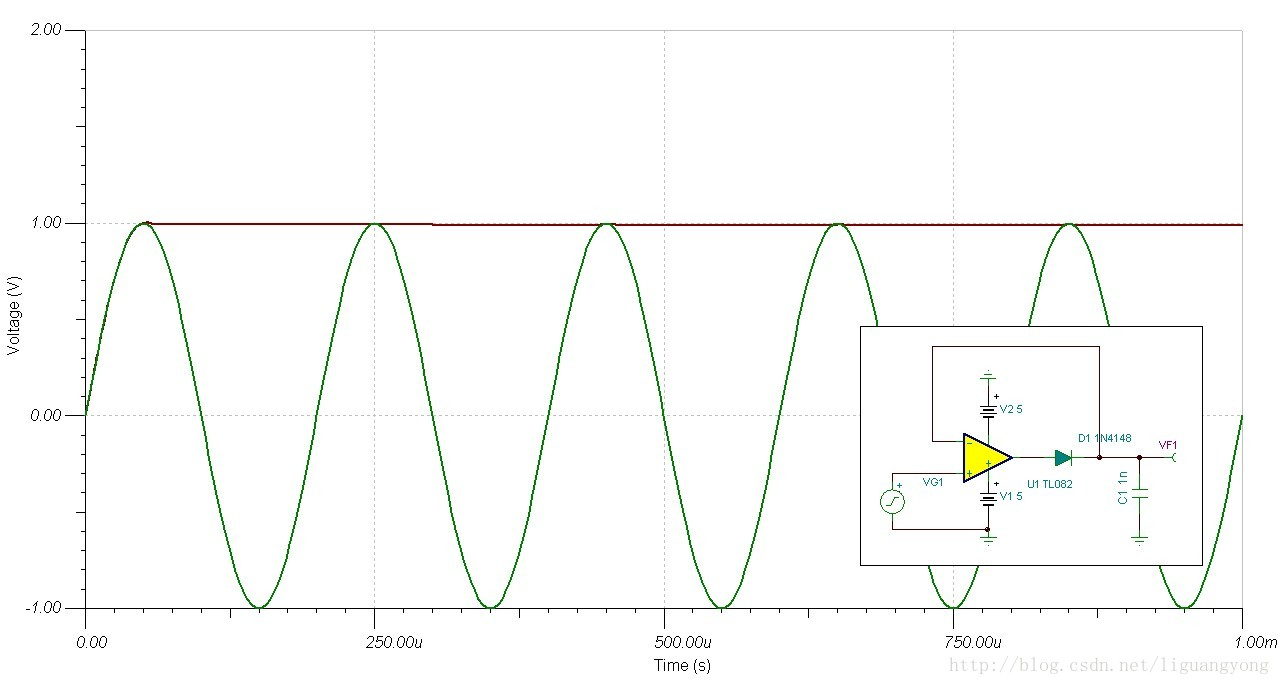 2.00
1.00
Voltage (V)
0.00
-1.00
0.00
250.00u
500.00u
750.00u
1.00m
Time (s)
V2 5
D1 1N4148
VF1
VG1
U1 TL082
V1 5
C1 1n
http://blog.csdn.net/liguangyong